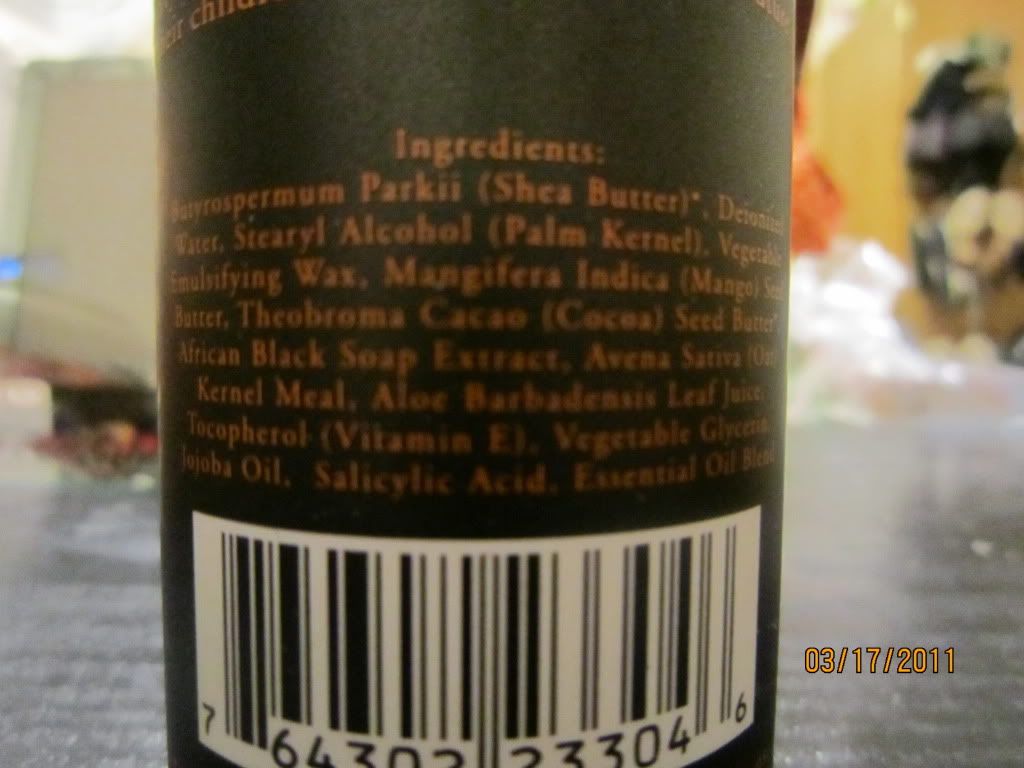 Ingredients:
Butyrospermum Parkii (Shea Butter)*, Deionized
Water, Stearyl Alcohol (Palm Kernel), Vegetable
Emulsifying Wax, Mangifera Indica (Mango) Seed
Butter, Theobroma Cacao (Cocoa) Seed Butter*,
African Black Soap Extract, Avena Sativa (Oat)
Kernel Meal, Aloe Barbadensis Leaf Juice,
Tocopherol (Vitamin E), Vegetable Glycerin,
Jojoba Oil, Salicylic Acid, Essential Oil Blend
7 64302 23304 6
03/17/2011